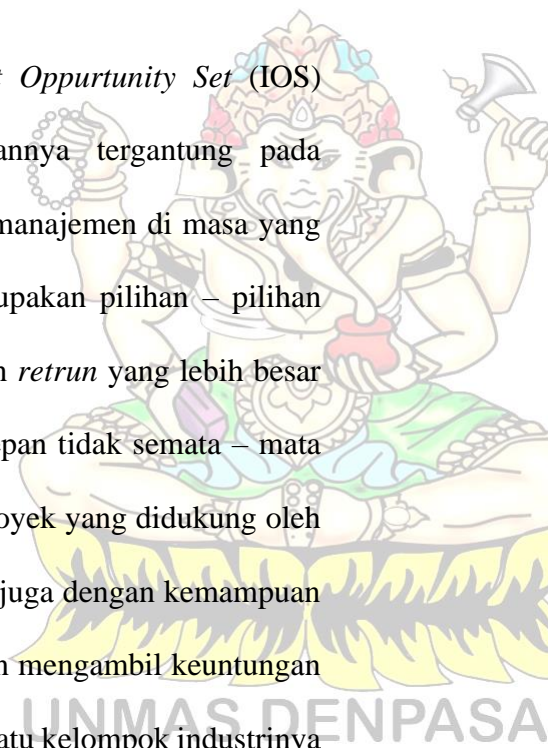 Oppurtunity Set (IOS)
annya tergantung pada
manajemen di masa yang
upakan pilihan – pilihan
n retrun yang lebih besar
epan tidak semata – mata
oyek yang didukung oleh
juga dengan kemampuan
n mengambil keuntungan
UNMAS DENPASA
atu kelompok industrinya